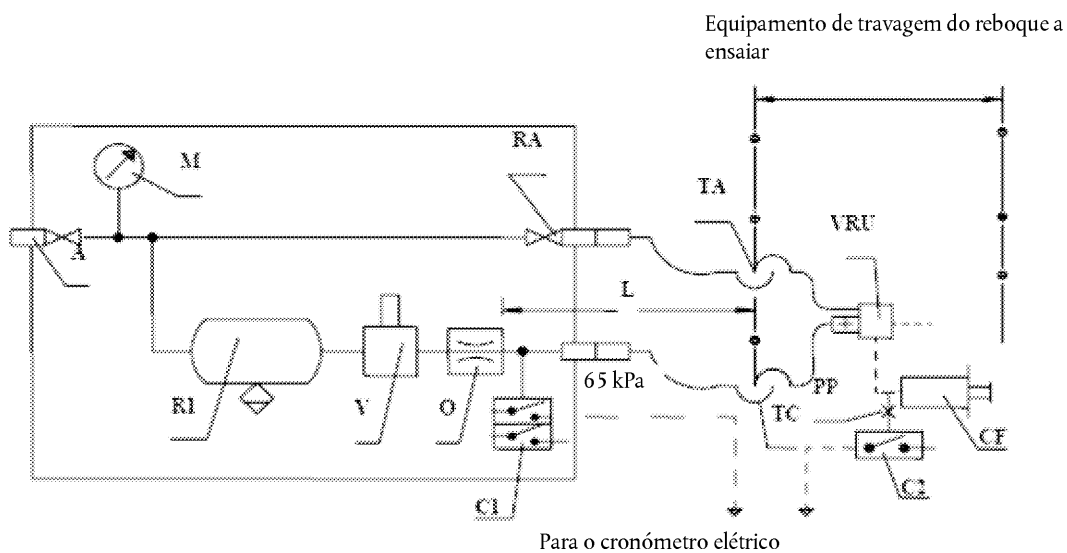 Equipamento de travagem do reboque a
ensaiar
M
RA
TA
VRU
A
L
65 kPa
PP
R1
V
O
TC
CF
C1
C2
Para o cronómetro elétrico